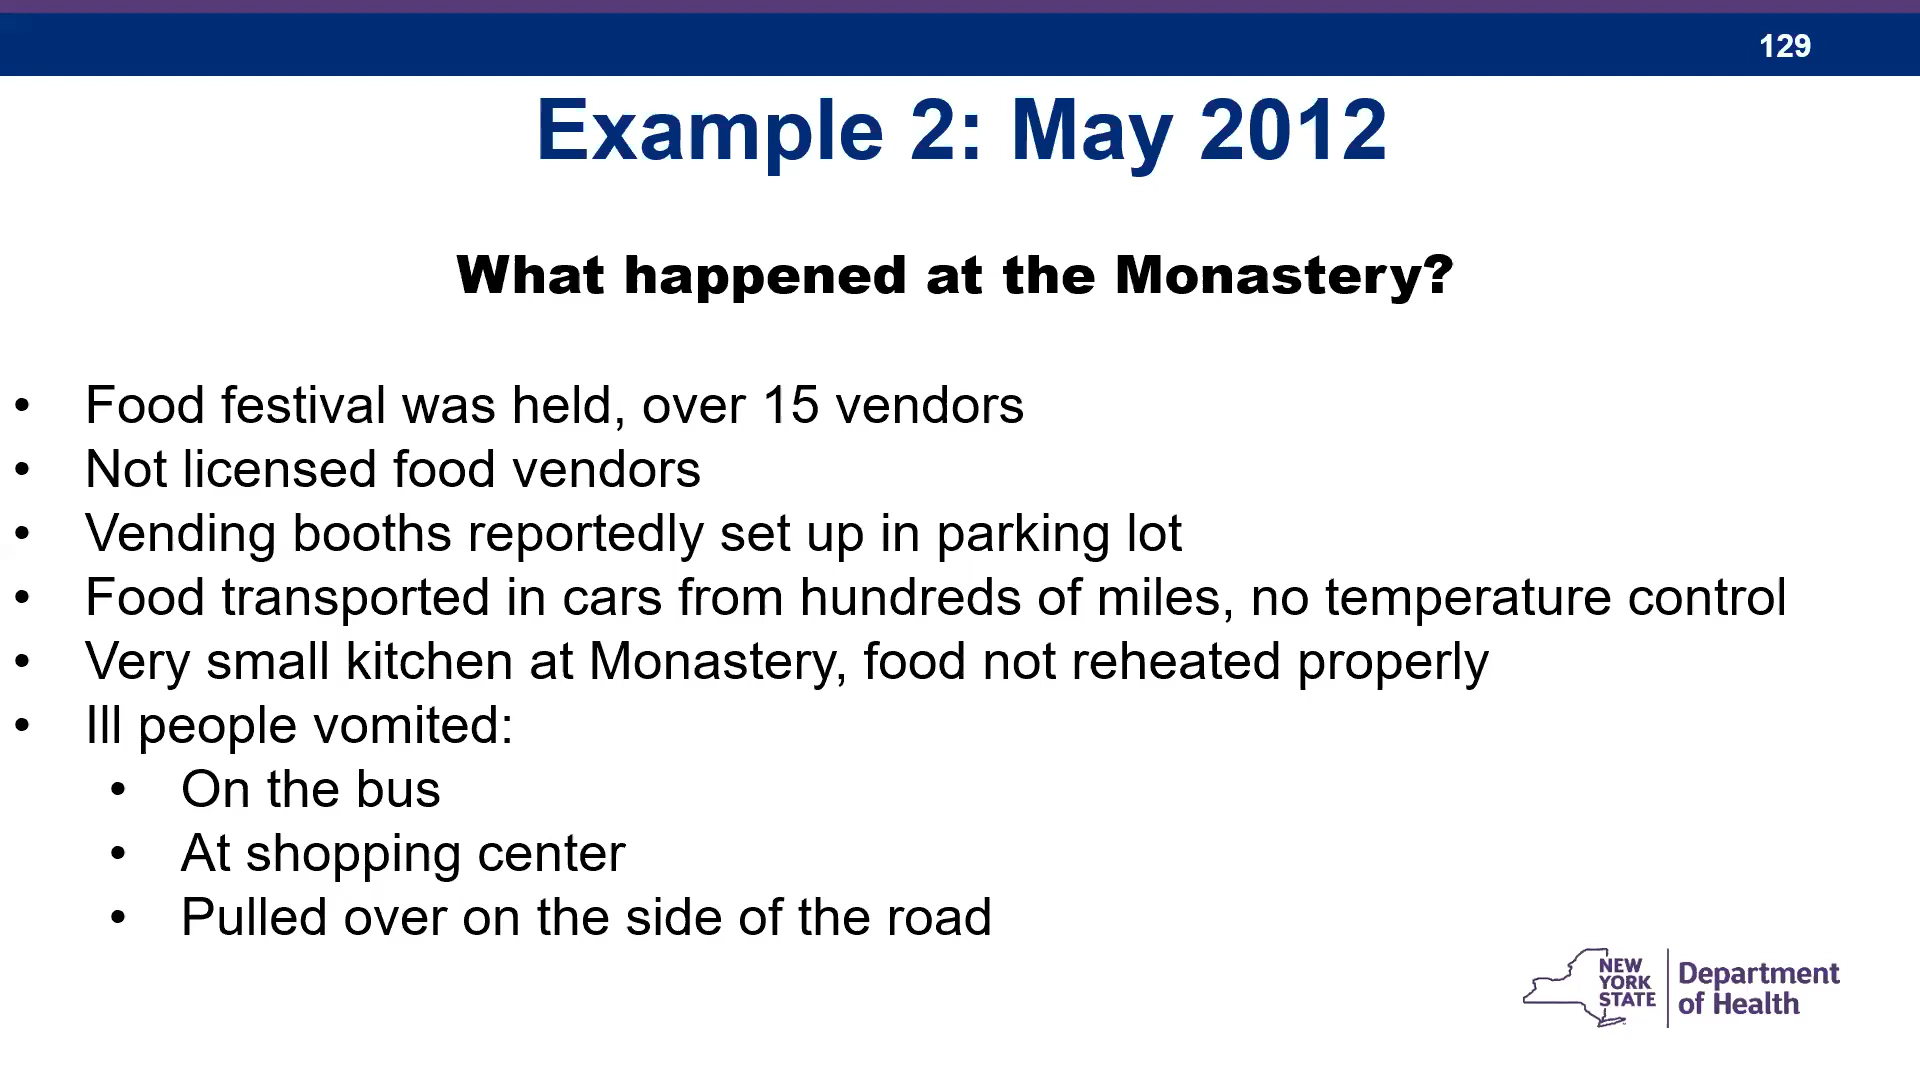 129
Example 2: May 2012
What happened at the Monastery?
• Food festival was held, over 15 vendors
• Not licensed food vendors
• Vending booths reportedly set up in parking lot
• Food transported in cars from hundreds of miles, no temperature control
• Very small kitchen at Monastery, food not reheated properly
• Ill people vomited:
• On the bus
• At shopping center
• Pulled over on the side of the road
NEW
YORK
STATE
Department
of Health